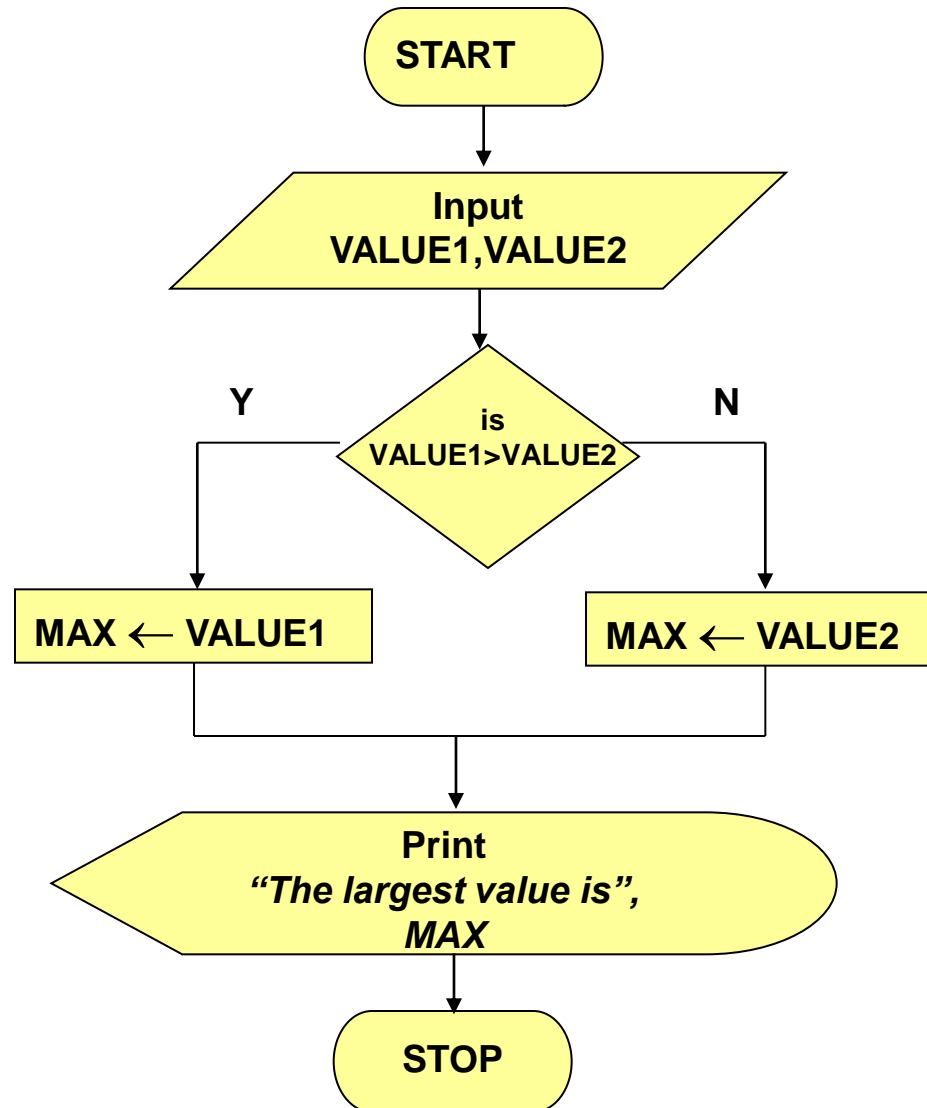 START
Input
VALUE1,VALUE2
Y
N
is
VALUE1>VALUE2
MAX ← VALUE1
MAX ← VALUE2
Print
“The largest value is”,
MAX
STOP